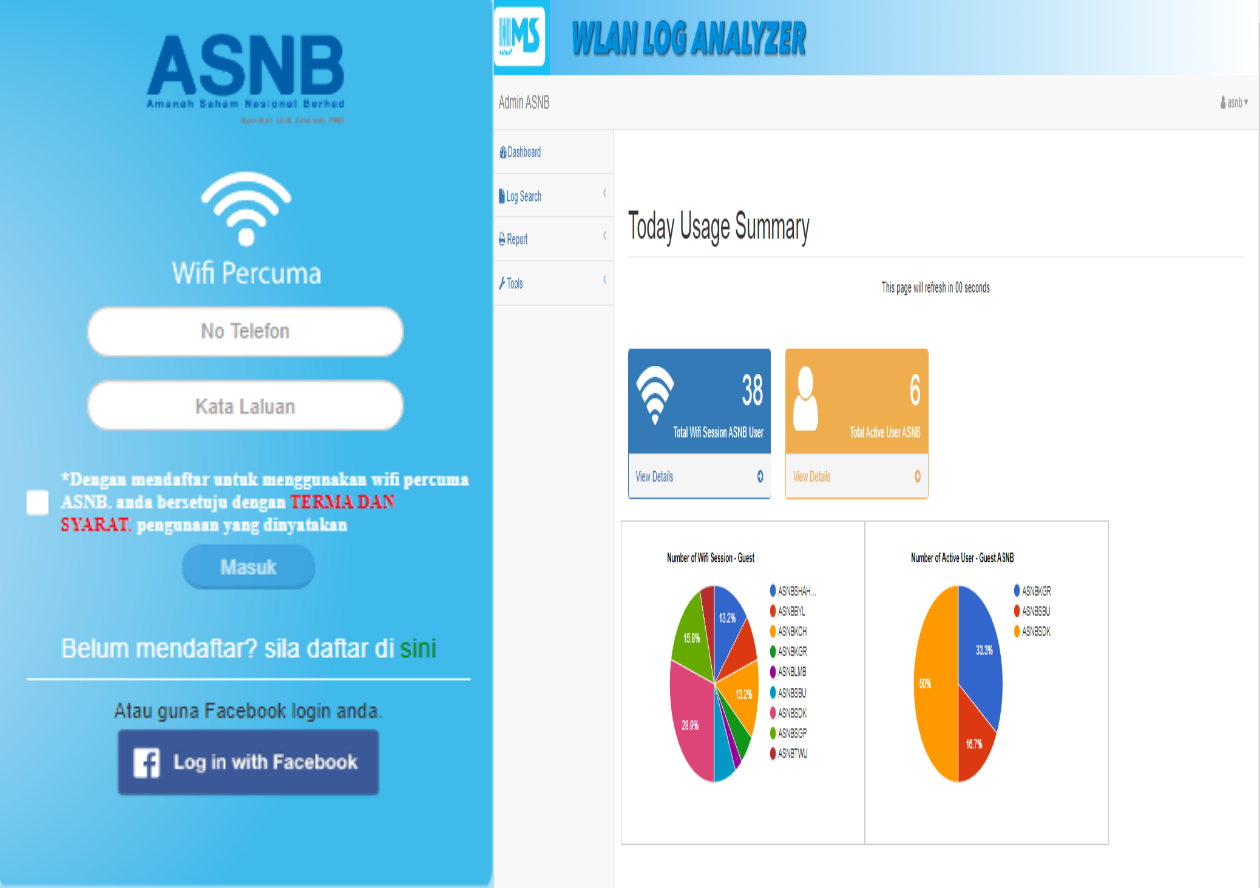 ASNB
Amanah Saham Nasional Berhad
Wifi Percuma
No Telefon
Kata Laluan
*Dengan mendaftar untuk menggunakan wifi percuma
ASNB. anda bersetuju dengan TERMA DAN
SYARAT. pengunaan yang dinyatakan
Masuk
Belum mendaftar? sila daftar di sini
Atau guna Facebook login anda.
Log in with Facebook
MS
WLAN LOG ANALYZER
Admin ASNB
asnb
Dashboard
Log Search
Report
Tools
Today Usage Summary
This page will refresh in 00 seconds
38
Total Wifi Session ASNB User
View Details
6
Total Active User ASNB
View Details
Number of Wifi Session - Guest
13.2%
13.2%
28.9%
15.8%
ASNBSHAH...
ASNBBYL
ASNBKCH
ASNBKGR
ASNBLMB
ASNBSBU
ASNBSDK
ASNBSGP
ASNBTWU
Number of Active User - Guest ASNB
33.3%
16.7%
50%
ASNBKGR
ASNBSBU
ASNBSDK